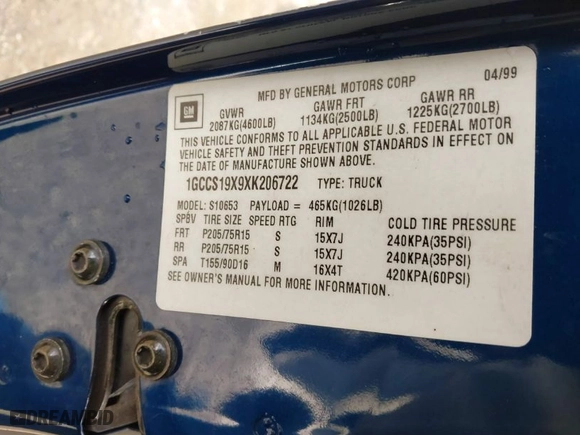 MFD BY GENERAL MOTORS CORP 04/99
GM GVWR GAWR FRT GAWR RR
2087KG(4600LB) 1134KG(2500LB) 1225KG(2700LB)
THIS VEHICLE CONFORMS TO ALL APPLICABLE U.S. FEDERAL MOTOR
VEHICLE SAFETY AND THEFT PREVENTION STANDARDS IN EFFECT ON
THE DATE OF MANUFACTURE SHOWN ABOVE.
1GCCS19X9XK206722 TYPE: TRUCK
MODEL: S10653 PAYLOAD = 465KG(1026LB)
TIRE SIZE SPEED RTG RIM COLD TIRE PRESSURE
FRT P205/75R15 S 15X7J 240KPA(35PSI)
RR P205/75R15 S 15X7J 240KPA(35PSI)
SPA T155/90D16 M 16X4T 420KPA(60PSI)
SEE OWNER'S MANUAL FOR MORE INFORMATION.
DREAMBID